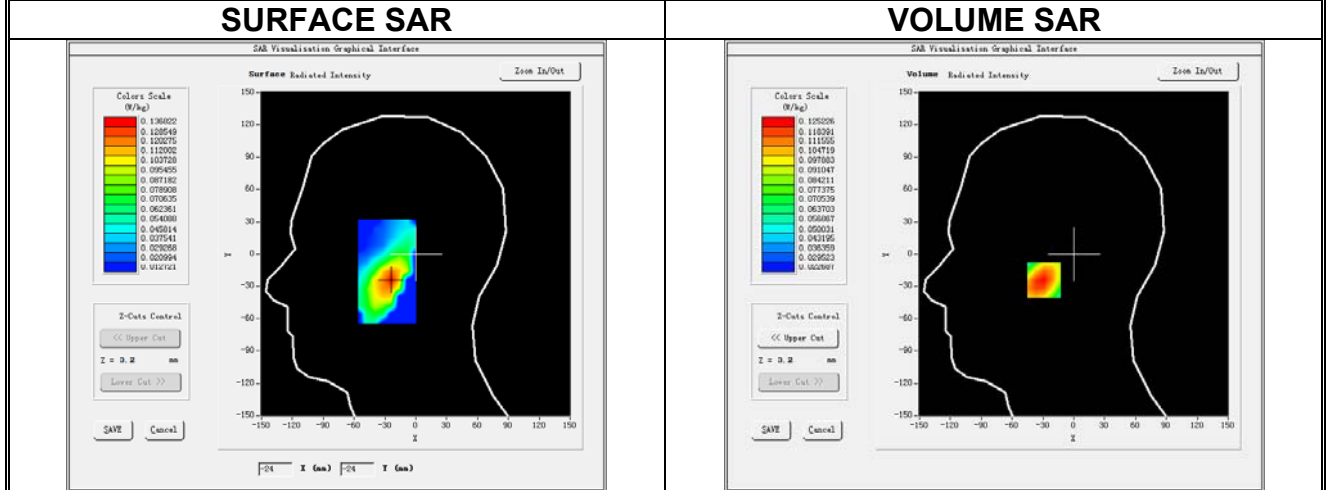 SURFACE SAR
SAR Visualisation Graphical Interface
Surface Radiated Intensity
Zoom In/Out
Colors Scale
(W/kg)
0.136822
0.128549
0.120275
0.112002
0.103728
0.095455
0.087182
0.078908
0.070635
0.062361
0.054088
0.045814
0.037541
0.029268
0.020994
0.012721
Z-Cuts Control
<< Upper Cut
Z = 3.2 mm
Lower Cut >>
SAVE Cancel
150
120
90
60
30
0
-30
-60
-90
-120
-150
Y
-150 -120 -90 -60 -30 0 30 60 90 120 150
X
-24 X (mm) -24 Y (mm)
VOLUME SAR
SAR Visualisation Graphical Interface
Volume Radiated Intensity
Zoom In/Out
Colors Scale
(W/kg)
0.125226
0.118391
0.111555
0.104719
0.097883
0.091047
0.084211
0.077375
0.070539
0.063703
0.056867
0.050031
0.043195
0.036359
0.029523
0.022687
Z-Cuts Control
<< Upper Cut
Z = 3.2 mm
Lower Cut >>
SAVE Cancel
150
120
90
60
30
0
-30
-60
-90
-120
-150
Y
-150 -120 -90 -60 -30 0 30 60 90 120 150
X